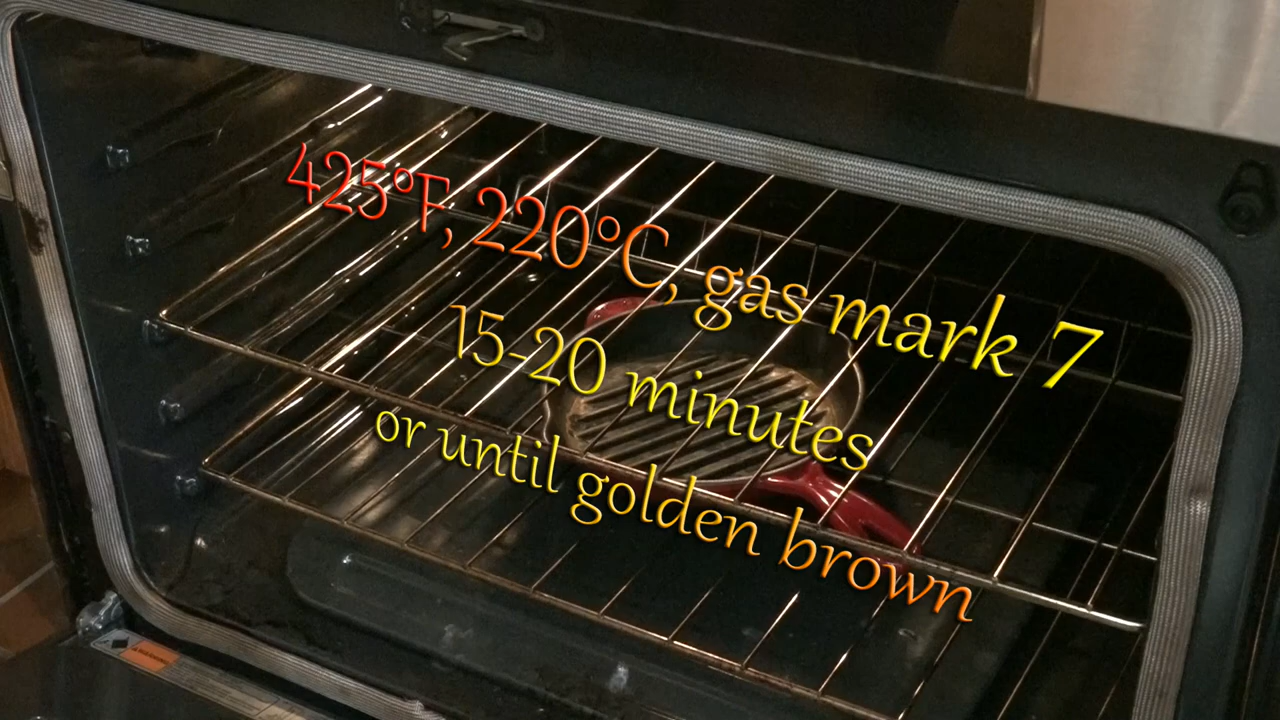 425°F, 220°C, gas mark 7
15-20 minutes
or until golden brown